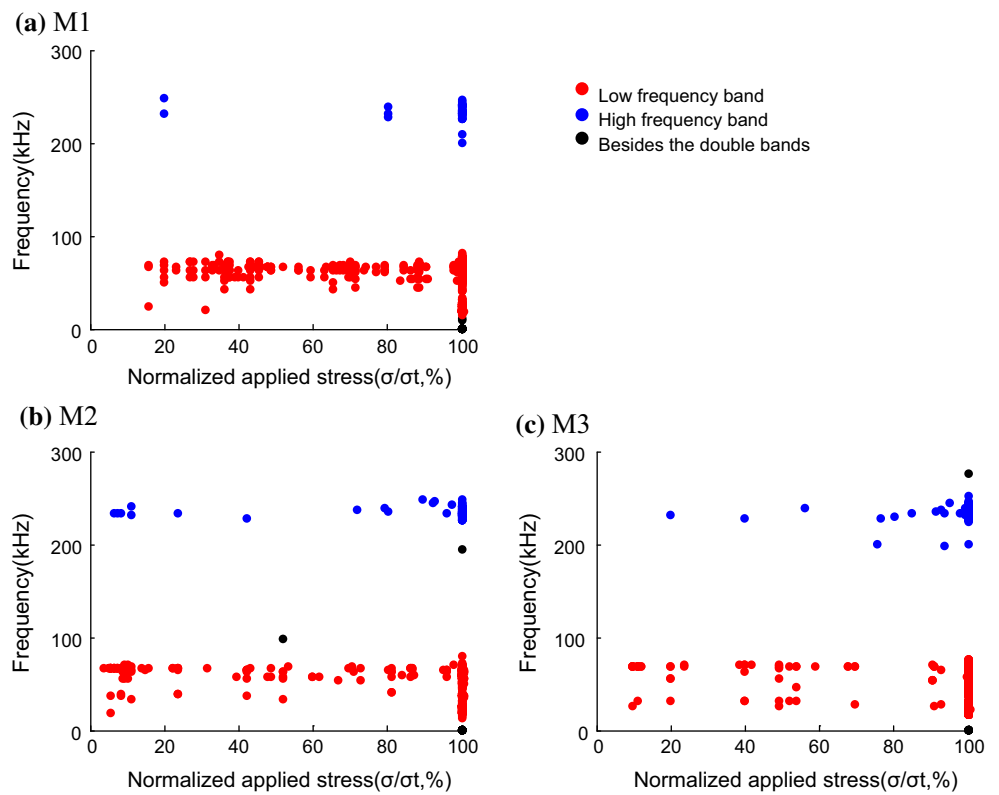 (a) M1
300
200
100
0
Frequency(kHz)
0 20 40 60 80 100
Normalized applied stress(σ/σt,%)
Low frequency band
High frequency band
Besides the double bands
(b) M2
300
200
100
0
Frequency(kHz)
0 20 40 60 80 100
Normalized applied stress(σ/σt,%)
(c) M3
300
200
100
0
Frequency(kHz)
0 20 40 60 80 100
Normalized applied stress(σ/σt,%)